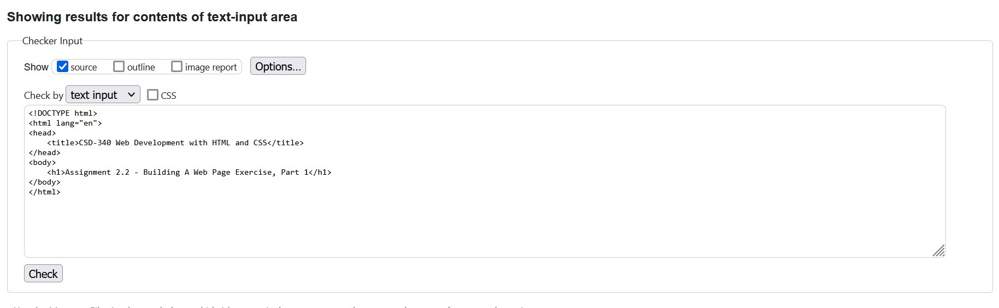 Showing results for contents of text-input area
Checker Input
Show source outline image report Options...
Check by text input CSS
<!DOCTYPE html>
<html lang="en">
<head>
    <title>CSD-340 Web Development with HTML and CSS</title>
</head>
<body>
    <h1>Assignment 2.2 - Building A Web Page Exercise, Part 1</h1>
</body>
</html>
Check